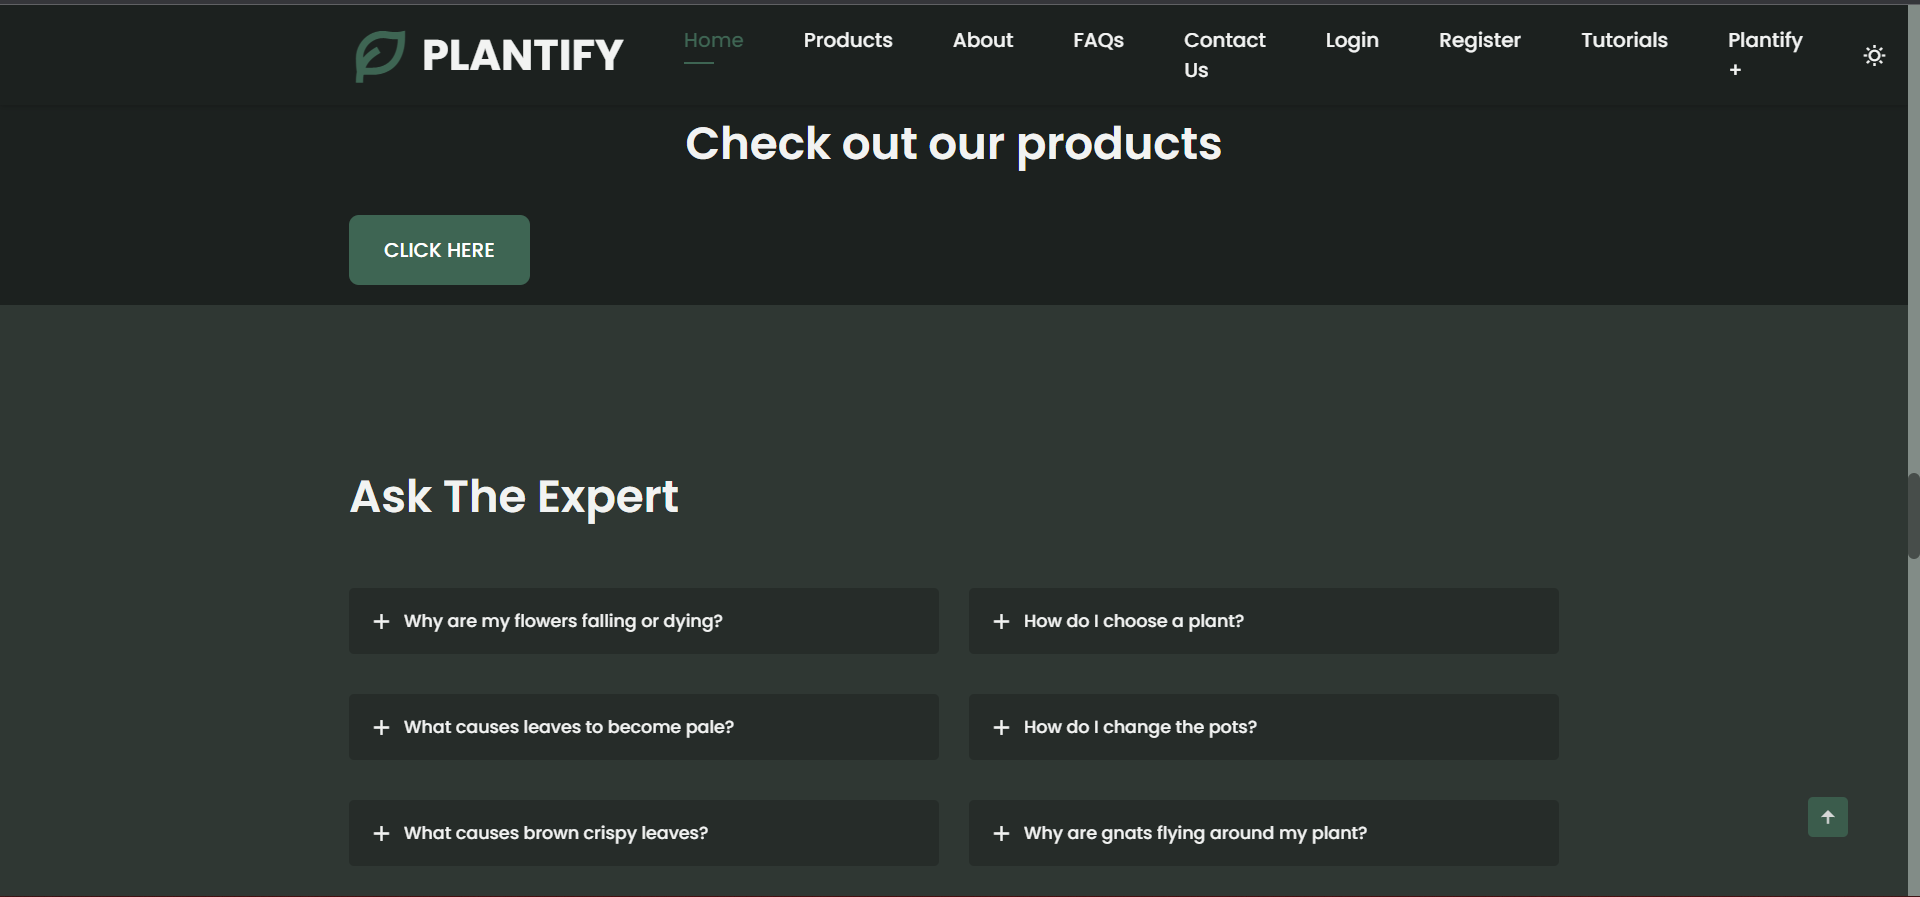 PLANTIFY
Home
Products
About
FAQs
Contact
Us
Login
Register
Tutorials
Plantify
+
Check out our products
CLICK HERE
Ask The Expert
+ Why are my flowers falling or dying?
+ How do I choose a plant?
+ What causes leaves to become pale?
+ How do I change the pots?
+ What causes brown crispy leaves?
+ Why are gnats flying around my plant?